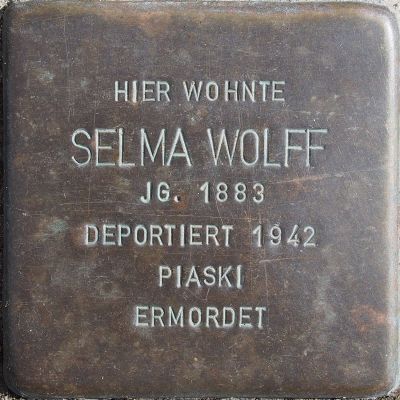 HIER WOHNTE
SELMA WOLFF
JG. 1883
DEPORTIERT 1942
PIASKI
ERMORDET